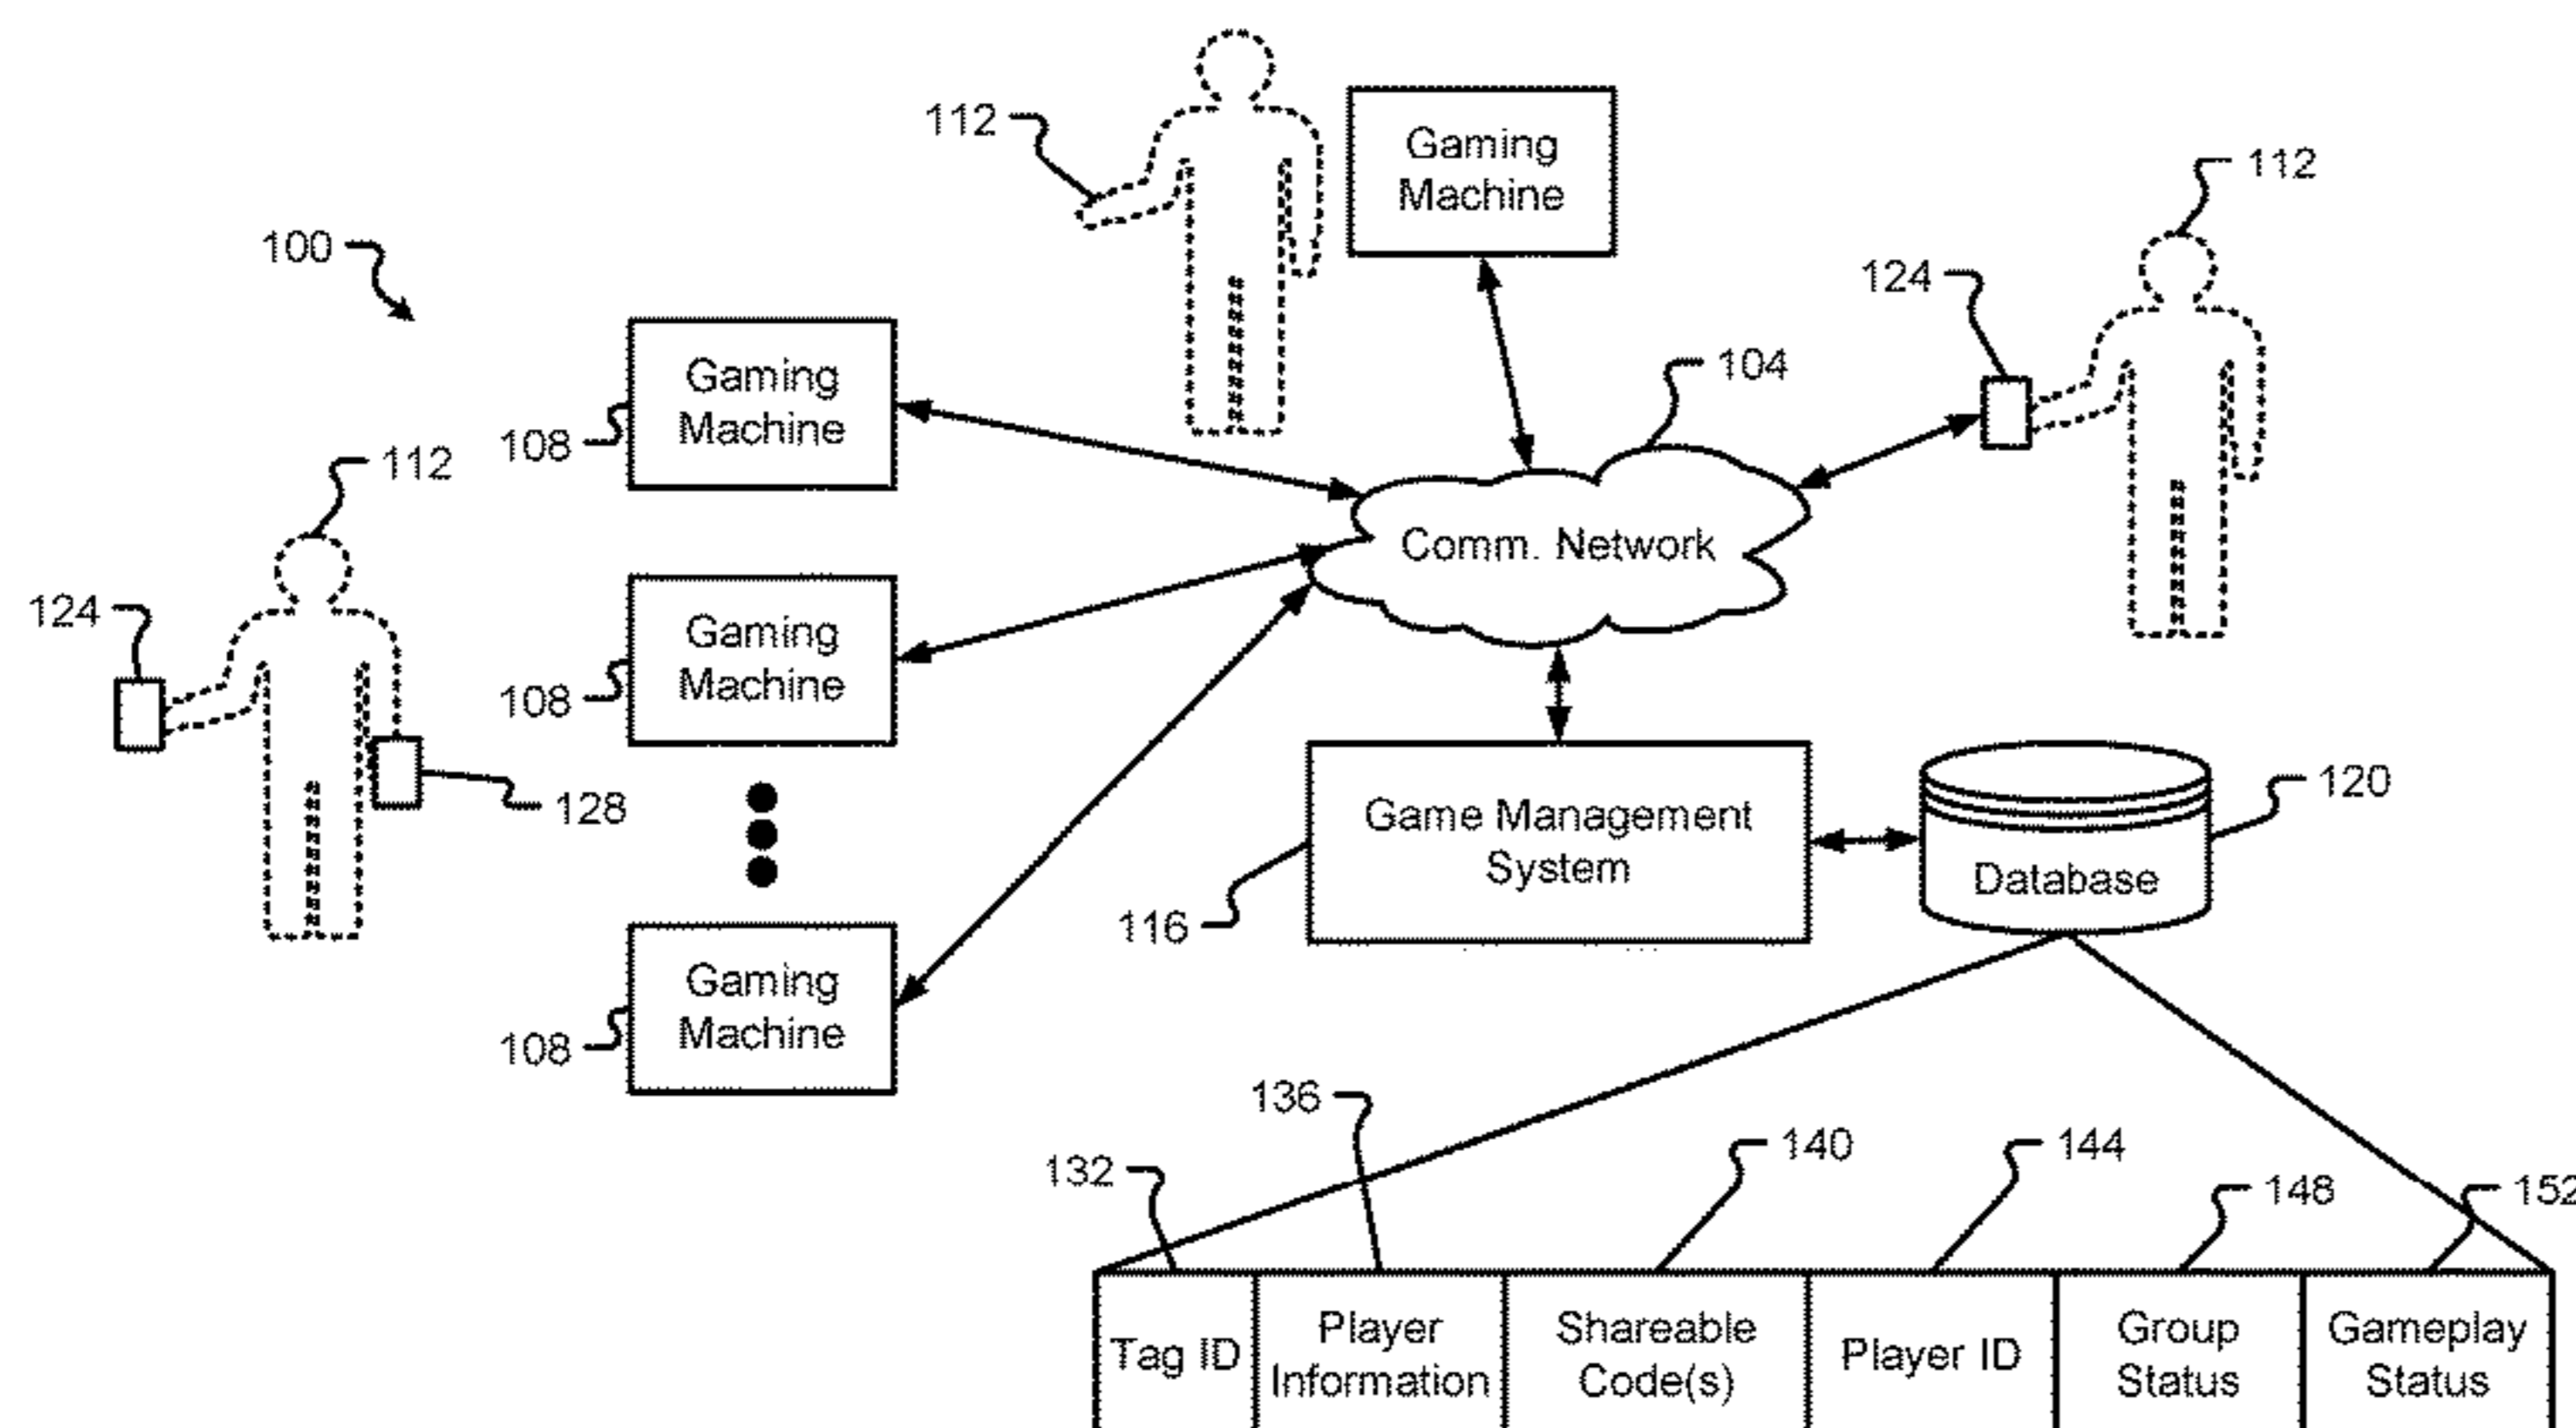 112
Gaming
Machine
112
100
124
Gaming
Machine
104
108
112
Comm. Network
124
Gaming
Machine
108
128
Game Management
System
120
Database
116
Gaming
Machine
108
136
132
140
144
148
152
Tag ID
Player
Information
Shareable
Code(s)
Player ID
Group
Status
Gameplay
Status